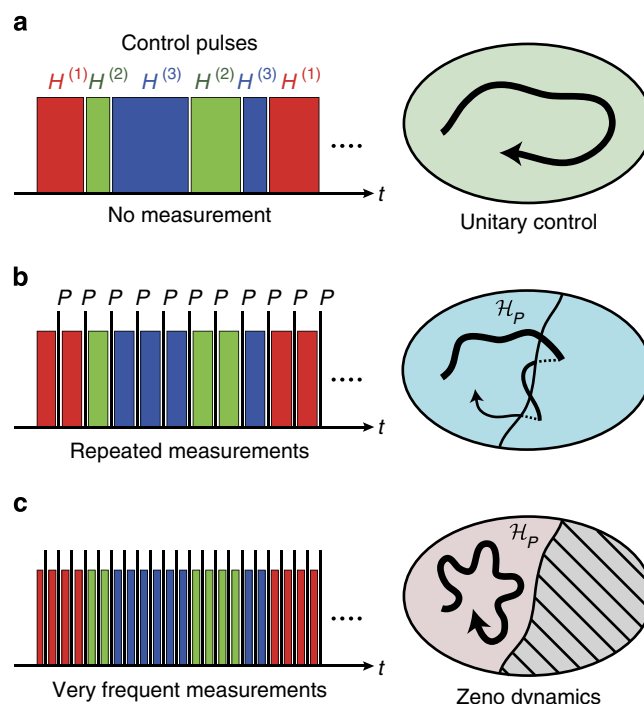 a
Control pulses
H(1) H(2) H(3) H(2) H(3) H(1)
....
t
No measurement
Unitary control
b
P P P P P P P P P P P
....
t
Repeated measurements
ℋP
c
....
t
Very frequent measurements
ℋP
Zeno dynamics